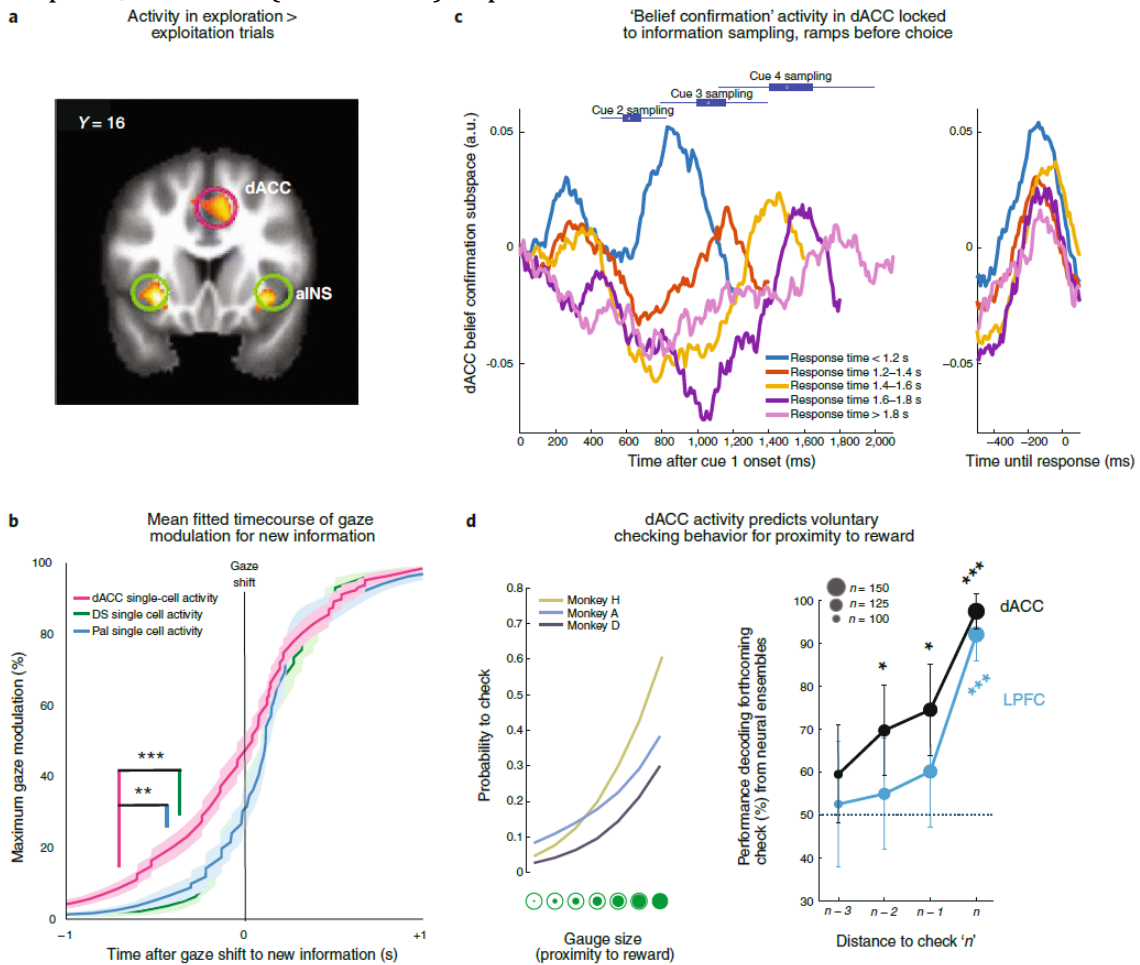 a
Activity in exploration >
exploitation trials
Y = 16
dACC
aINS
c
'Belief confirmation' activity in dACC locked
to information sampling, ramps before choice
Cue 4 sampling
Cue 3 sampling
Cue 2 sampling
dACC belief confirmation subspace (a.u.)
0.05
0
-0.05
Response time < 1.2 s
Response time 1.2–1.4 s
Response time 1.4–1.6 s
Response time 1.6–1.8 s
Response time > 1.8 s
0 200 400 600 800 1,000 1,200 1,400 1,600 1,800 2,000
Time after cue 1 onset (ms)
0.05
0
-0.05
−400 −200 0
Time until response (ms)
b
Mean fitted timecourse of gaze
modulation for new information
Gaze
shift
dACC single-cell activity
DS single cell activity
Pal single cell activity
Maximum gaze modulation (%)
100
80
60
40
20
0
***
**
−1 0 +1
Time after gaze shift to new information (s)
d
dACC activity predicts voluntary
checking behavior for proximity to reward
Probability to check
0.8
0.7
0.6
0.5
0.4
0.3
0.2
0.1
0
Monkey H
Monkey A
Monkey D
Gauge size
(proximity to reward)
Performance decoding forthcoming
check (%) from neural ensembles
100
90
80
70
60
50
40
30
n = 150
n = 125
n = 100
*
*
***
***
dACC
LPFC
n − 3 n − 2 n − 1 n
Distance to check 'n'